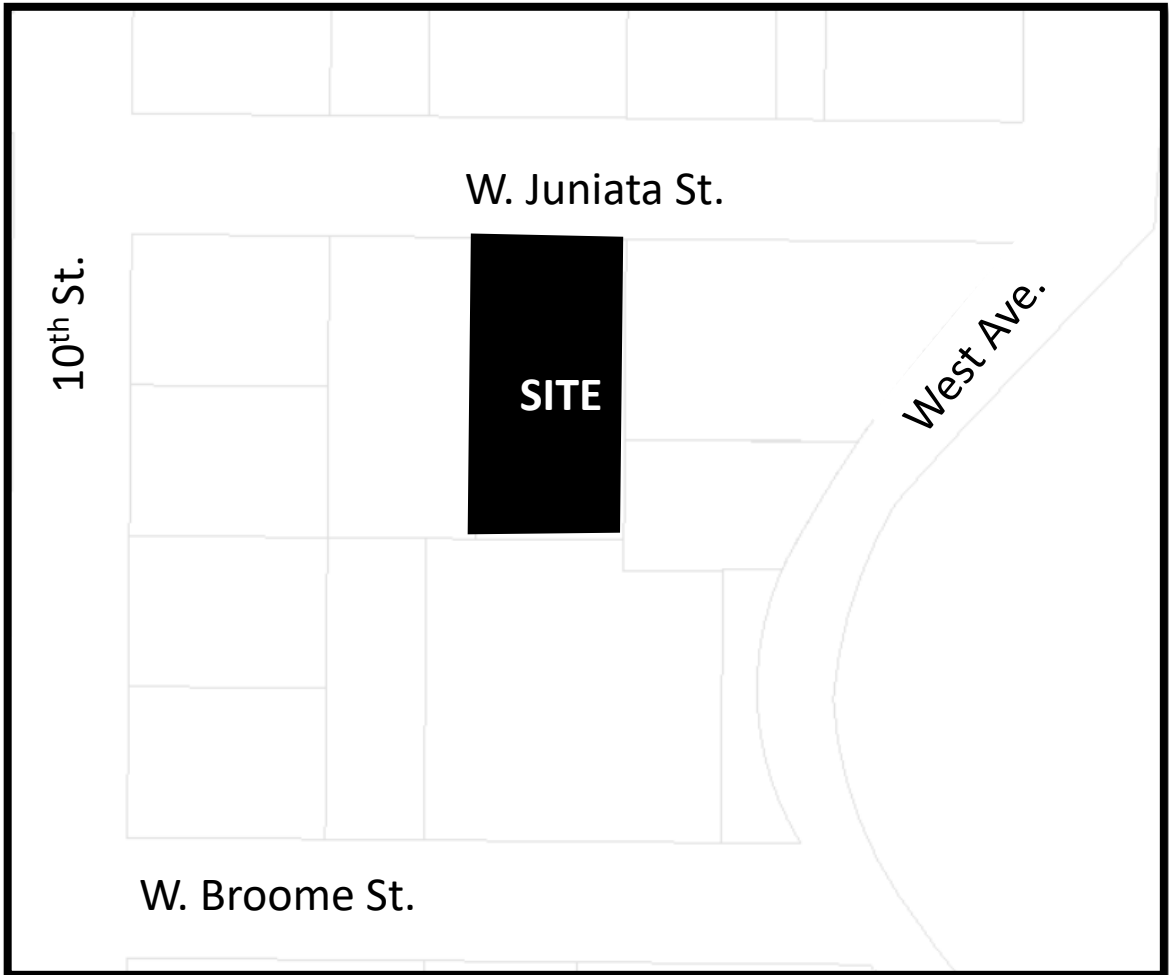 W. Juniata St.
10th St.
West Ave.
SITE
W. Broome St.